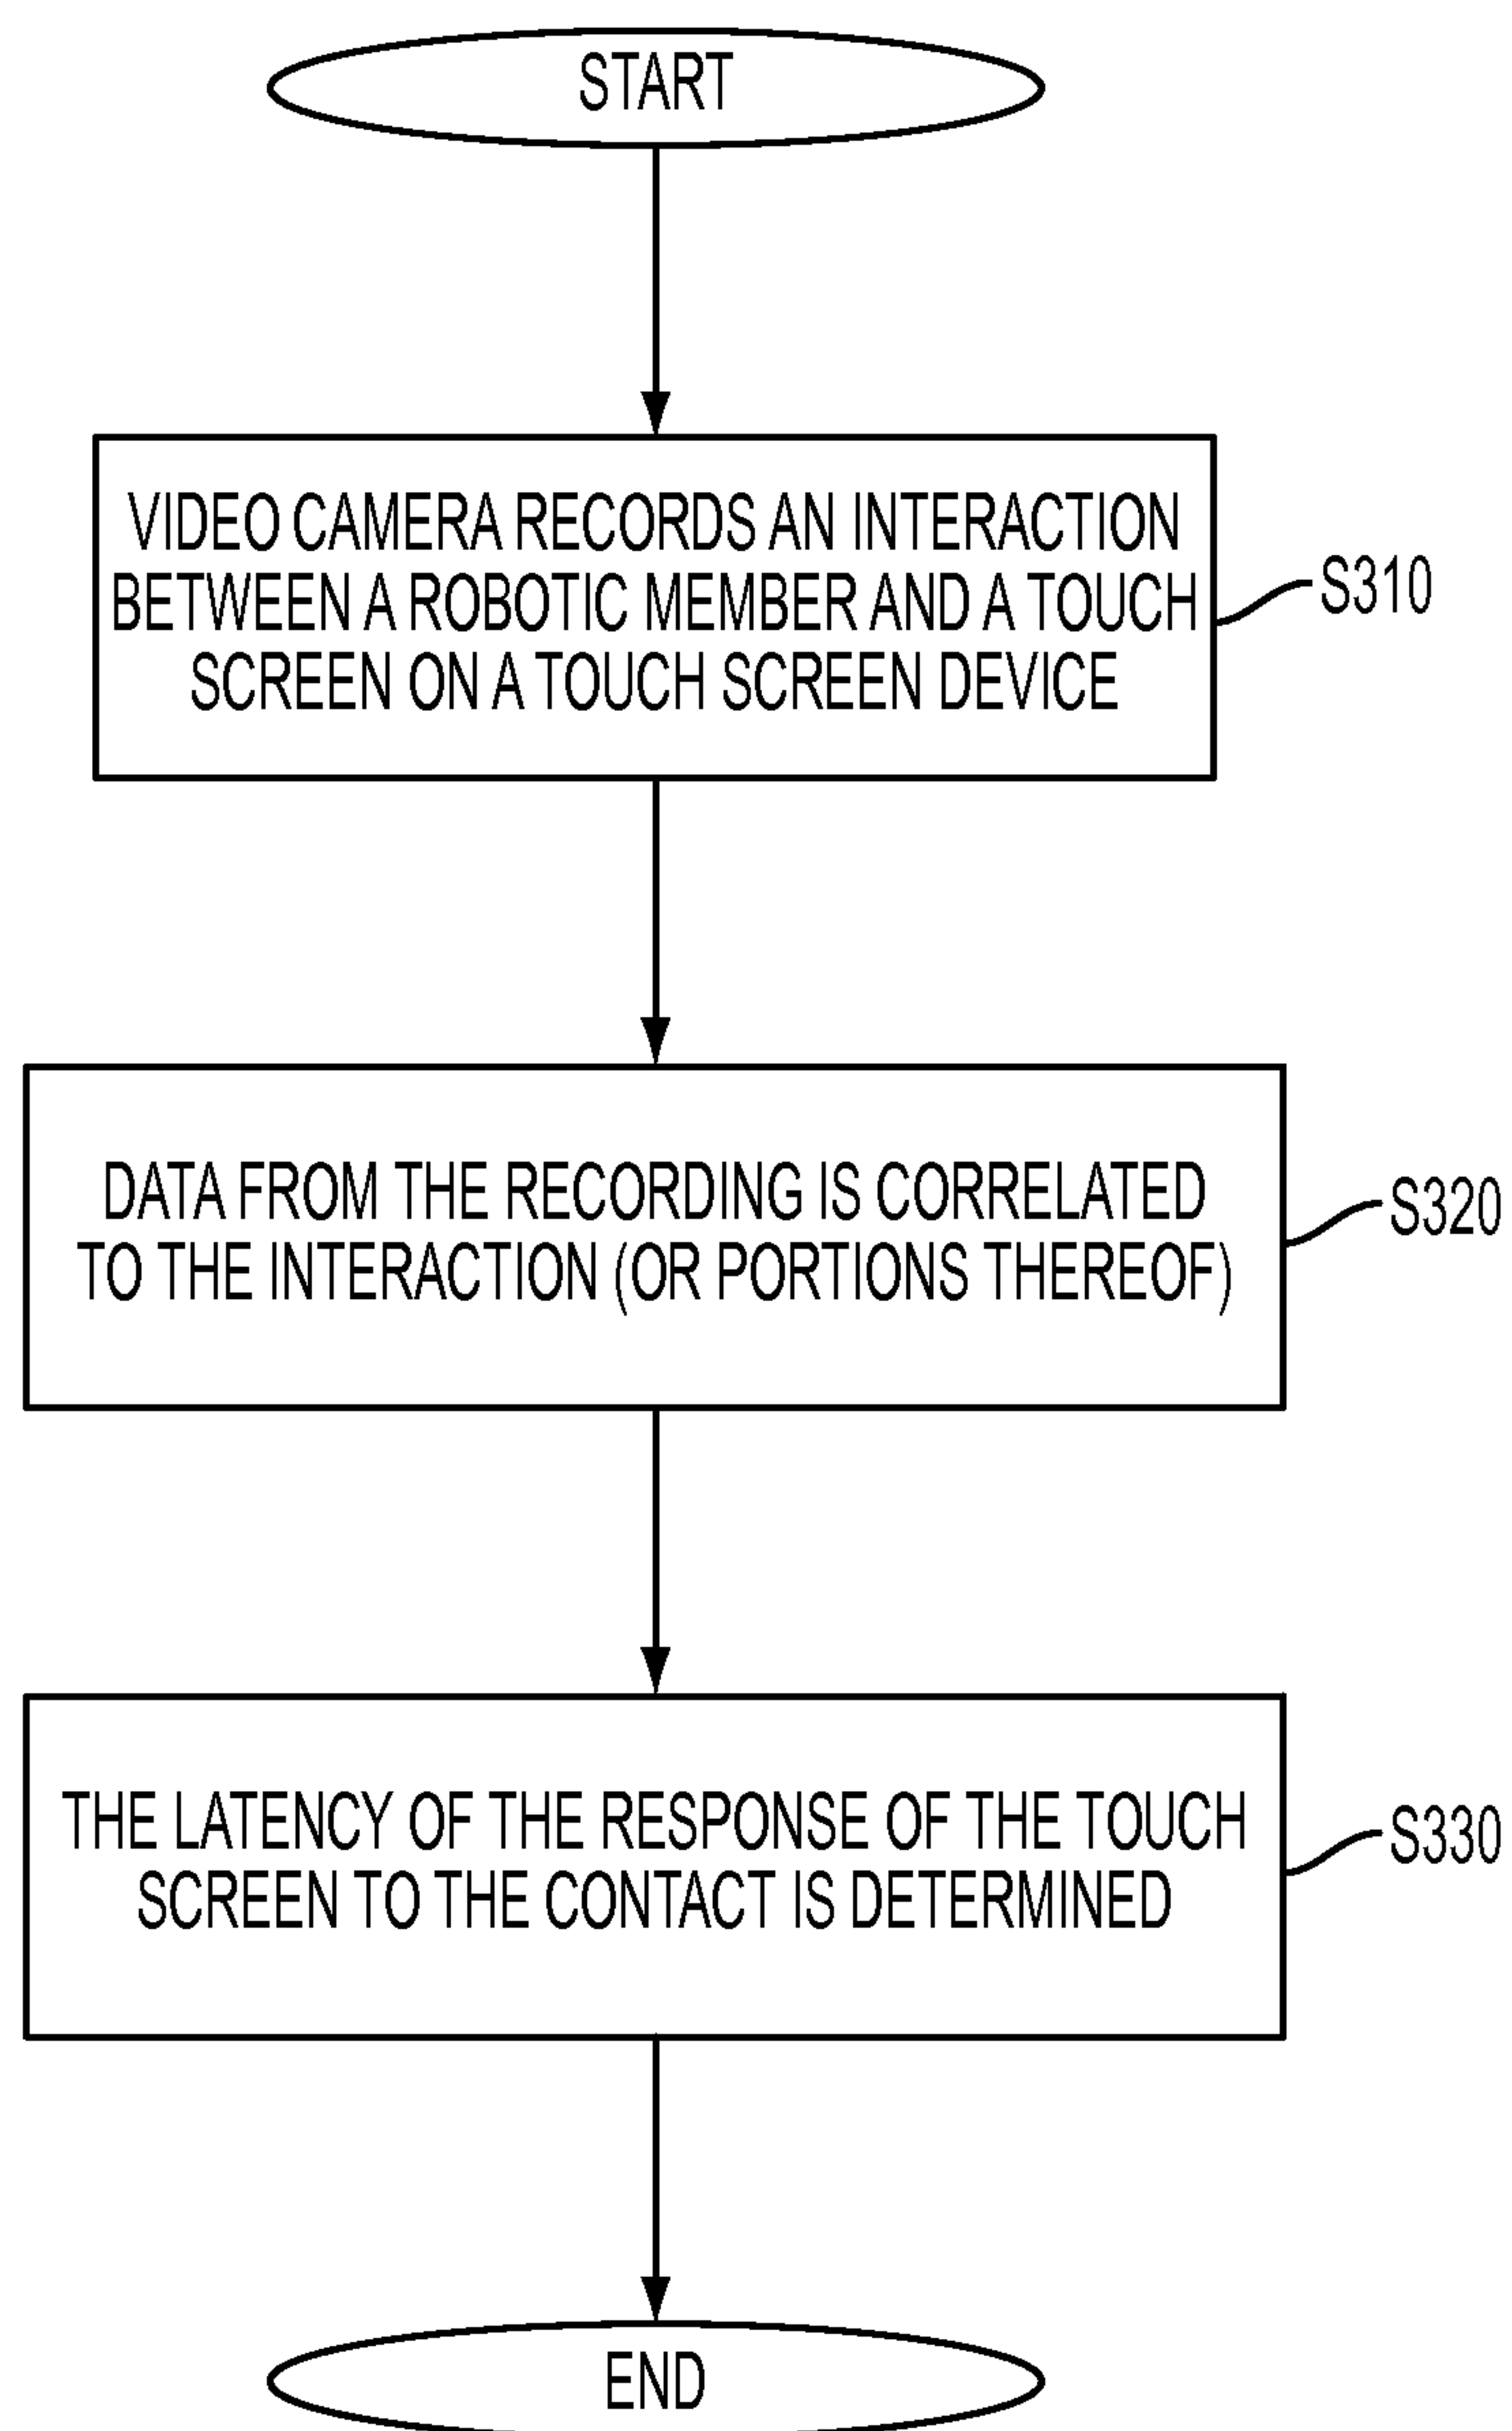 START
VIDEO CAMERA RECORDS AN INTERACTION
BETWEEN A ROBOTIC MEMBER AND A TOUCH
SCREEN ON A TOUCH SCREEN DEVICE
S310
DATA FROM THE RECORDING IS CORRELATED
TO THE INTERACTION (OR PORTIONS THEREOF)
S320
THE LATENCY OF THE RESPONSE OF THE TOUCH
SCREEN TO THE CONTACT IS DETERMINED
S330
END